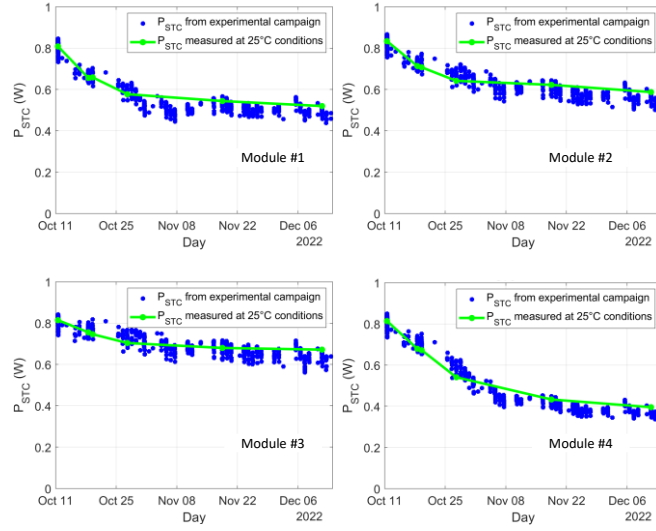 P_STC from experimental campaign
P_STC measured at 25°C conditions
1
0.8
0.6
0.4
0.2
0
P_STC (W)
Module #1
Oct 11
Oct 25
Nov 08
Nov 22
Dec 06
2022
Day
P_STC from experimental campaign
P_STC measured at 25°C conditions
1
0.8
0.6
0.4
0.2
0
P_STC (W)
Module #2
Oct 11
Oct 25
Nov 08
Nov 22
Dec 06
2022
Day
P_STC from experimental campaign
P_STC measured at 25°C conditions
1
0.8
0.6
0.4
0.2
0
P_STC (W)
Module #3
Oct 11
Oct 25
Nov 08
Nov 22
Dec 06
2022
Day
P_STC from experimental campaign
P_STC measured at 25°C conditions
1
0.8
0.6
0.4
0.2
0
P_STC (W)
Module #4
Oct 11
Oct 25
Nov 08
Nov 22
Dec 06
2022
Day